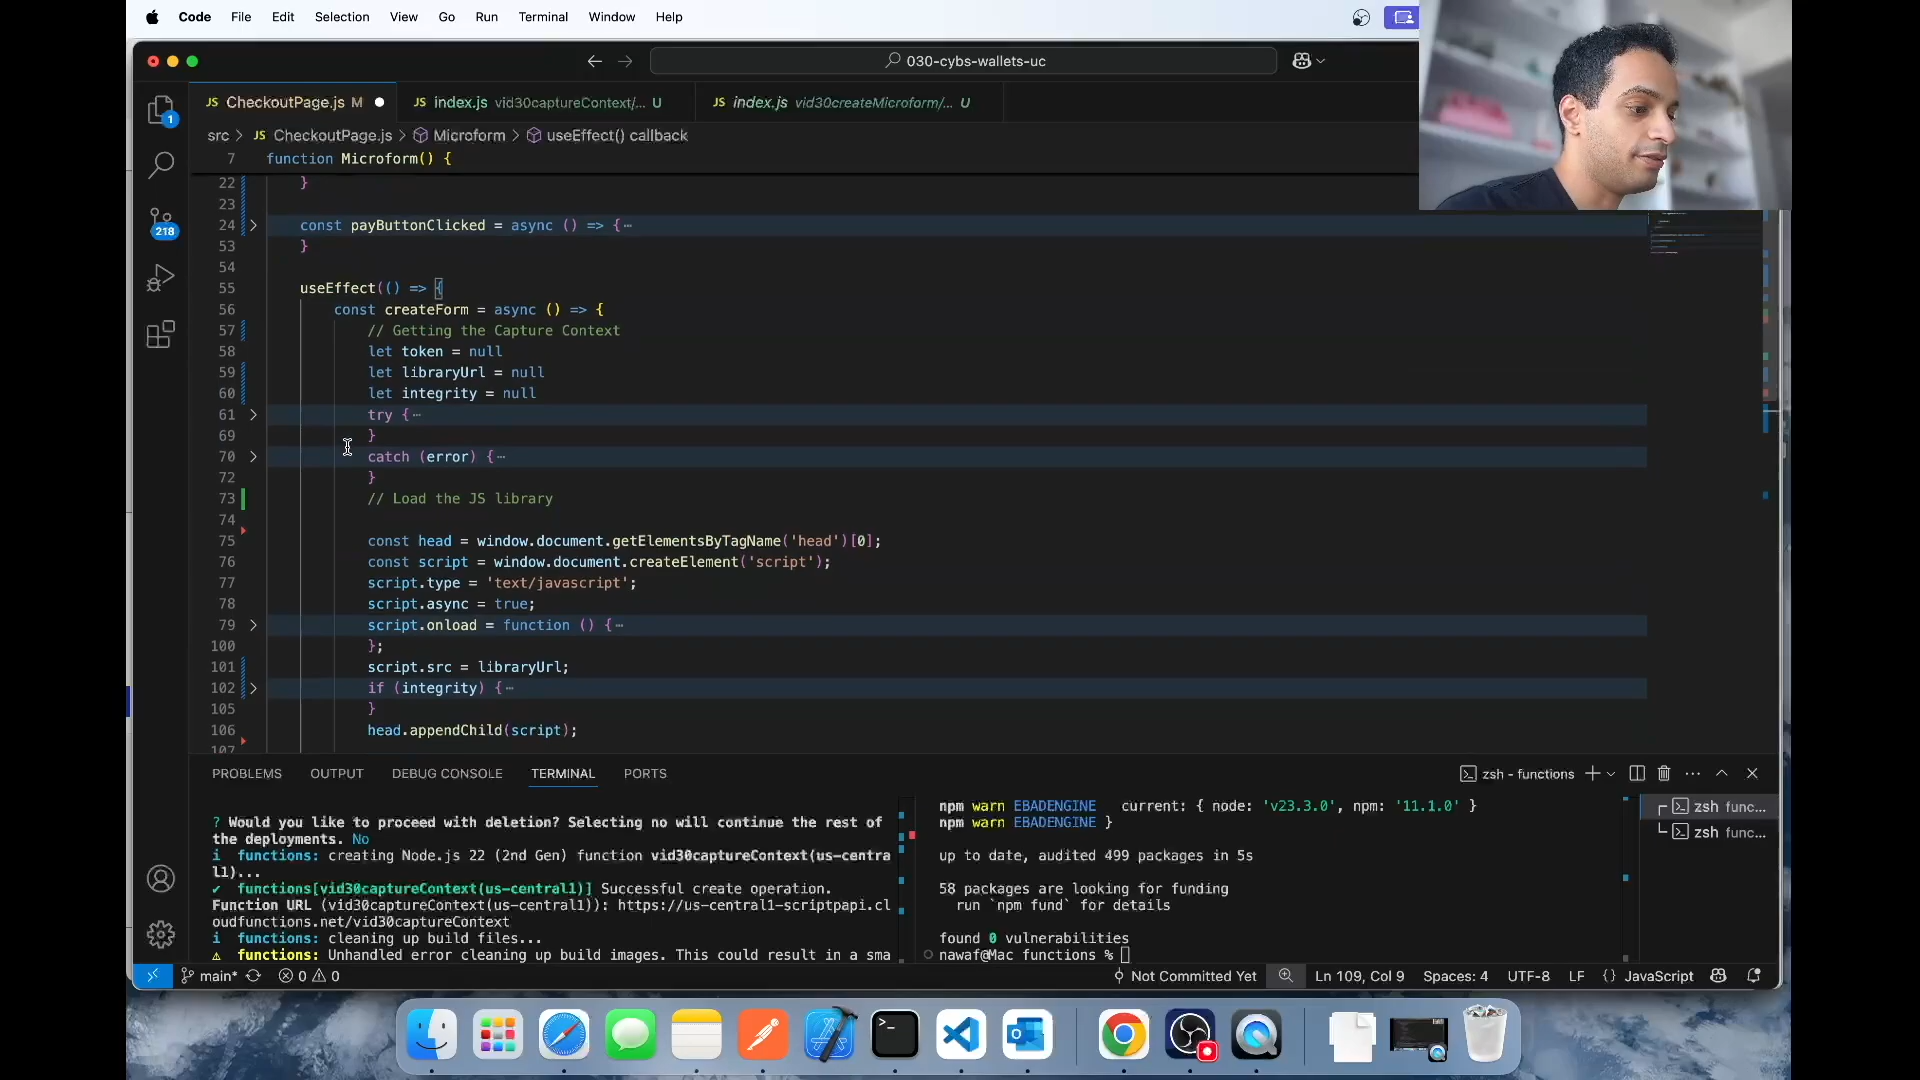 Code File Edit Selection View Go Run Terminal Window Help
030-cybs-wallets-uc
JS CheckoutPage.js M
JS index.js vid30captureContext/... U
JS index.js vid30createMicroform/... U
src > JS CheckoutPage.js > Microform > useEffect() callback
7 function Microform() {
22 }
23
24 const payButtonClicked = async () => {⋯
53 }
54
55 useEffect(() => {
56 const createForm = async () => {
57 // Getting the Capture Context
58 let token = null
59 let libraryUrl = null
60 let integrity = null
61 try {⋯
69 }
70 catch (error) {⋯
72 }
73 // Load the JS library
74
75 const head = window.document.getElementsByTagName('head')[0];
76 const script = window.document.createElement('script');
77 script.type = 'text/javascript';
78 script.async = true;
79 script.onload = function () {⋯
100 };
101 script.src = libraryUrl;
102 if (integrity) {⋯
105 }
106 head.appendChild(script);
107
1
218
PROBLEMS OUTPUT DEBUG CONSOLE TERMINAL PORTS
zsh - functions
? Would you like to proceed with deletion? Selecting no will continue the rest of
the deployments. No
i functions: creating Node.js 22 (2nd Gen) function vid30captureContext(us-centra
l1)...
✔ functions[vid30captureContext(us-central1)] Successful create operation.
Function URL (vid30captureContext(us-central1)): https://us-central1-scriptpapi.cl
oudfunctions.net/vid30captureContext
i functions: cleaning up build files...
⚠ functions: Unhandled error cleaning up build images. This could result in a sma
npm warn EBADENGINE current: { node: 'v23.3.0', npm: '11.1.0' }
npm warn EBADENGINE }
up to date, audited 499 packages in 5s
58 packages are looking for funding
run `npm fund` for details
found 0 vulnerabilities
nawaf@Mac functions %
zsh func...
zsh func...
main* 0 0
Not Committed Yet
Ln 109, Col 9
Spaces: 4
UTF-8
LF
{} JavaScript